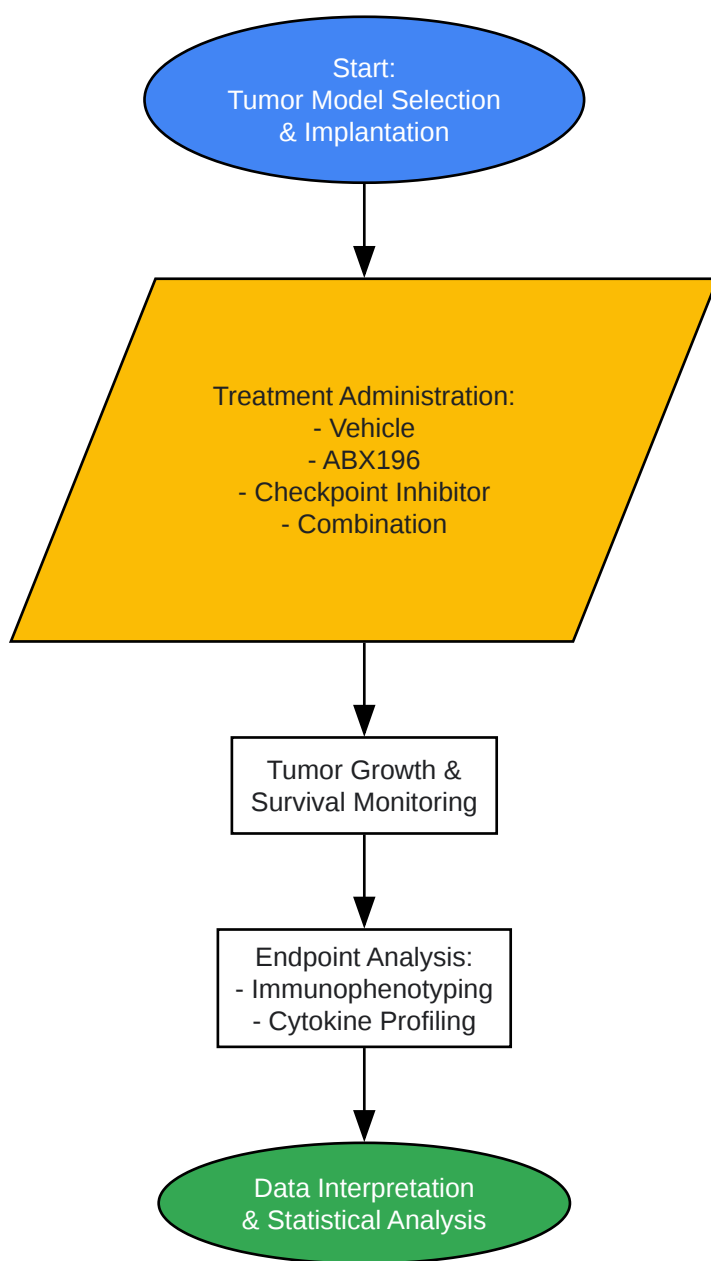 Start:
Tumor Model Selection
& Implantation
Treatment Administration:
- Vehicle
- ABX196
- Checkpoint Inhibitor
- Combination
Tumor Growth &
Survival Monitoring
Endpoint Analysis:
- Immunophenotyping
- Cytokine Profiling
Data Interpretation
& Statistical Analysis